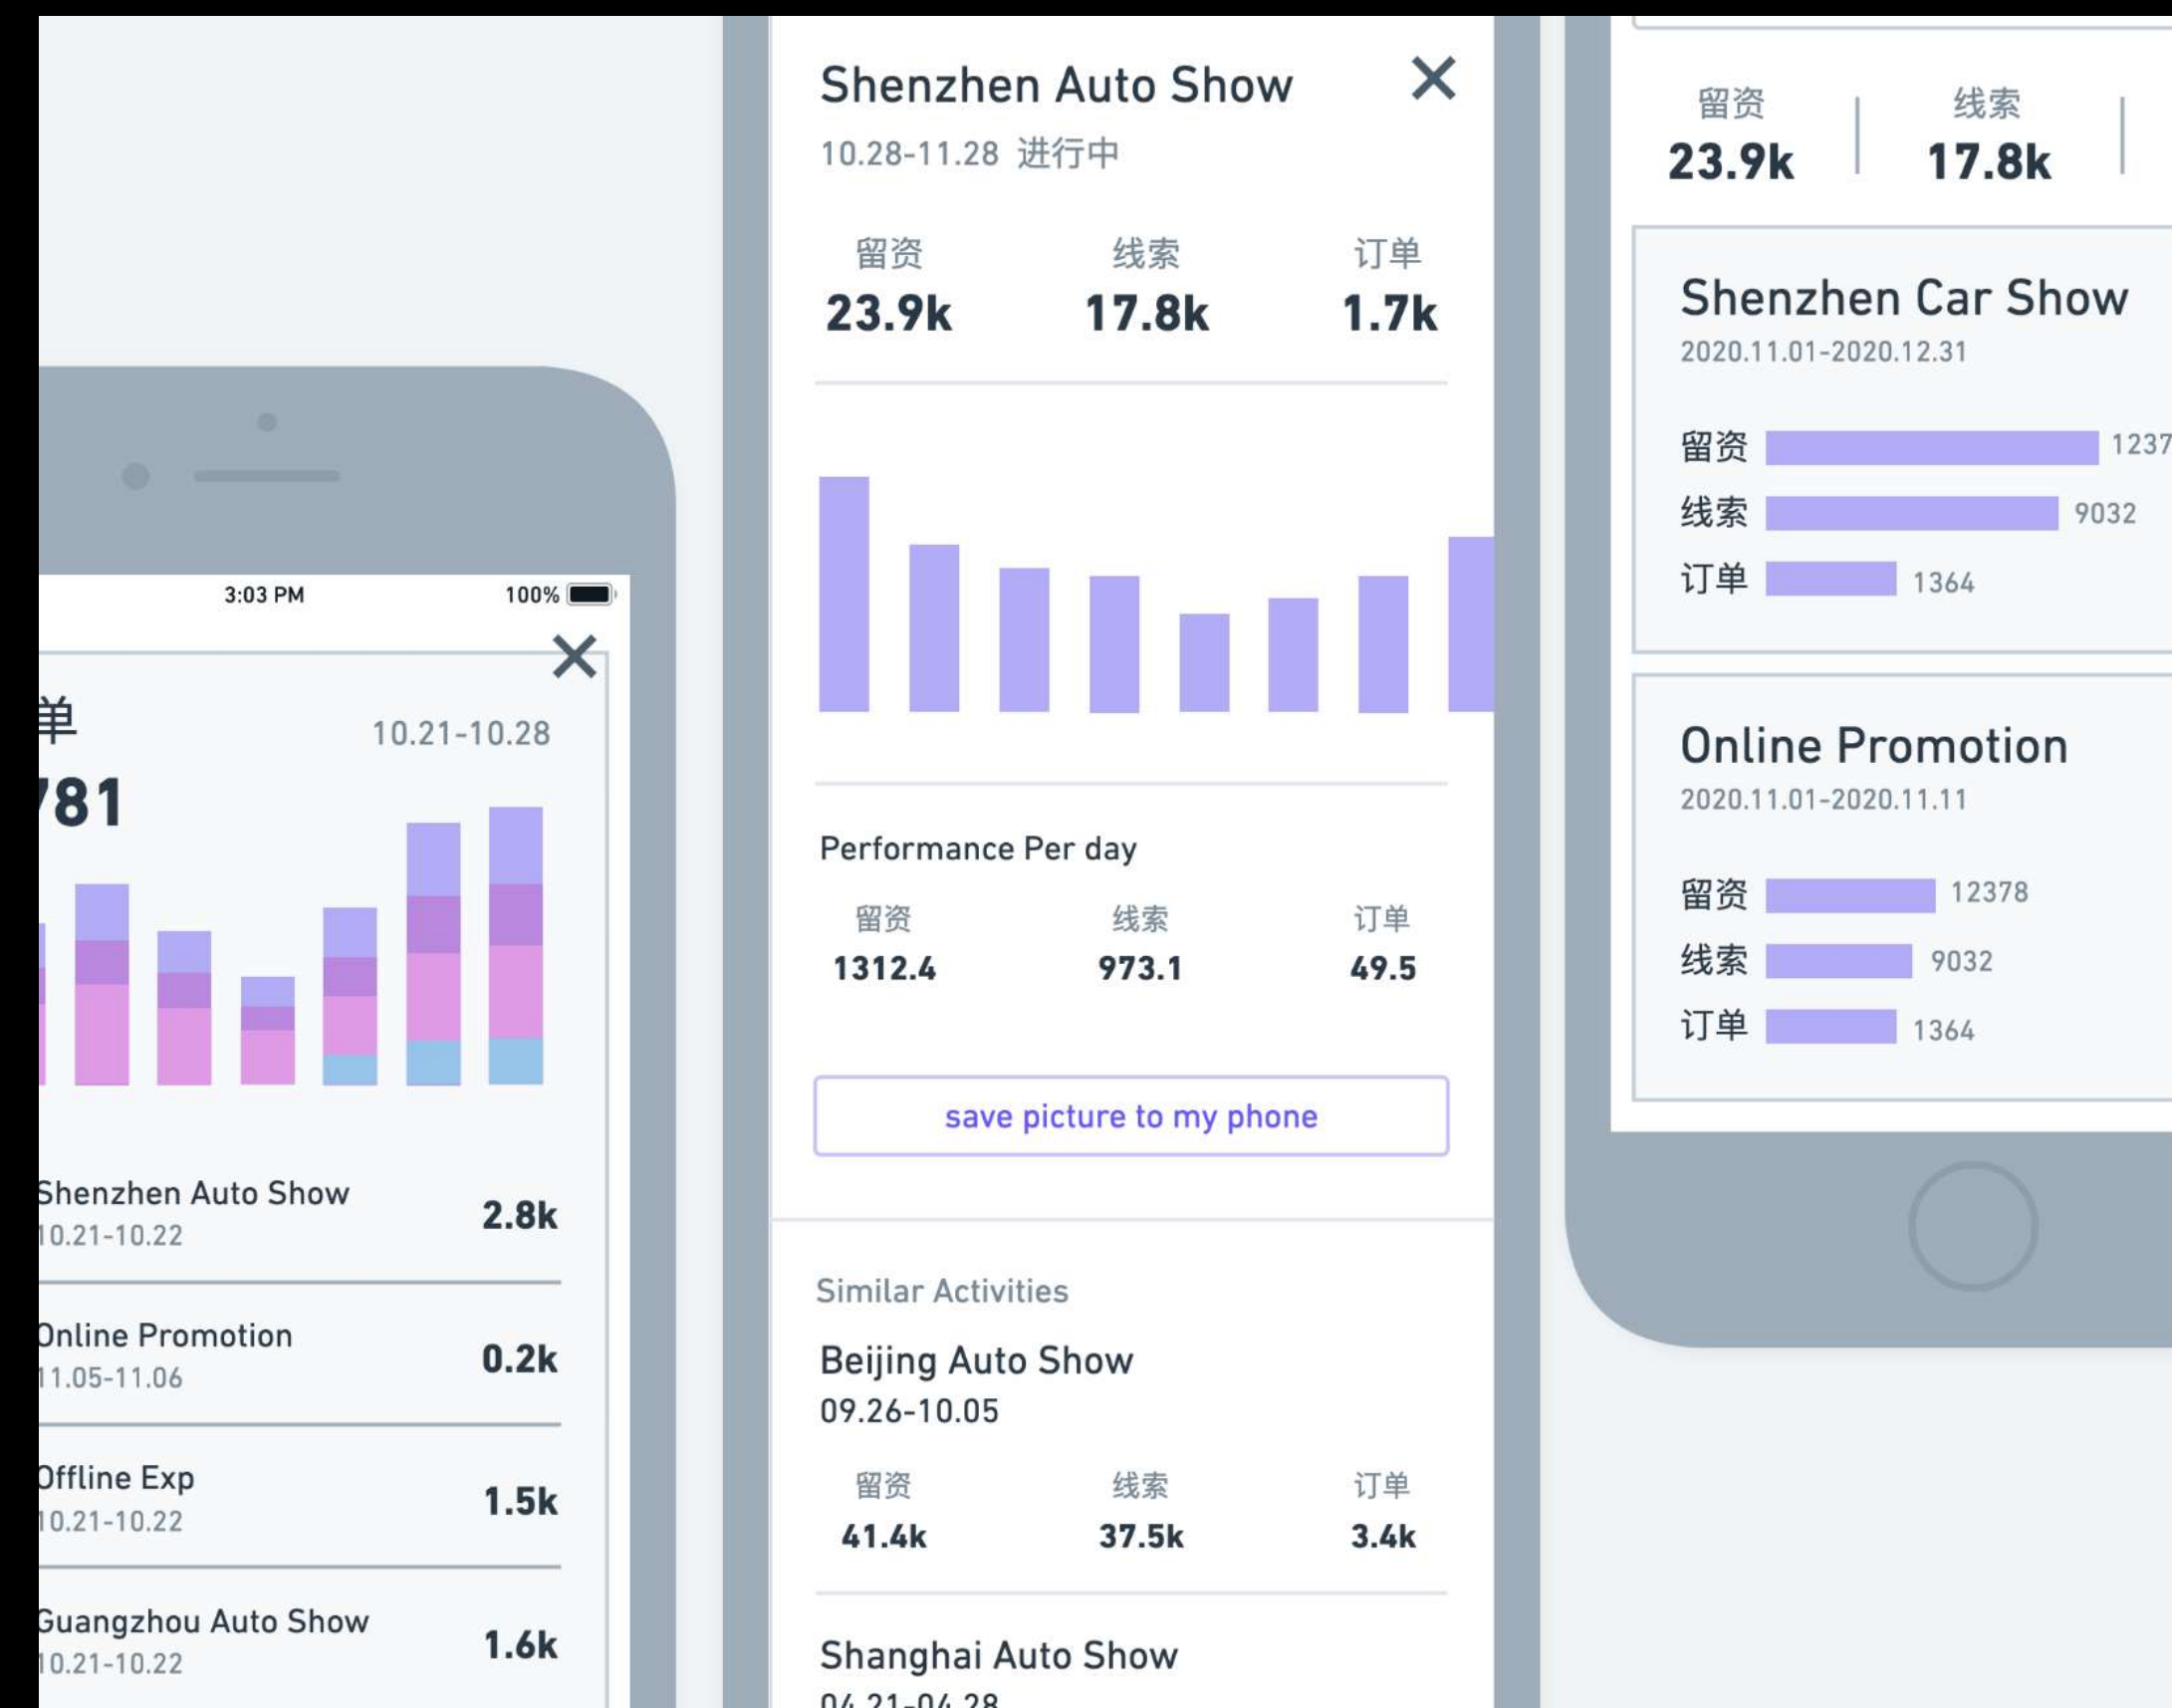 3:03 PM 100%
单
10.21-10.28
781
Shenzhen Auto Show
10.21-10.22
2.8k
Online Promotion
11.05-11.06
0.2k
Offline Exp
10.21-10.22
1.5k
Guangzhou Auto Show
10.21-10.22
1.6k
Shenzhen Auto Show
10.28-11.28 进行中
留资 线索 订单
23.9k 17.8k 1.7k
Performance Per day
留资 线索 订单
1312.4 973.1 49.5
save picture to my phone
Similar Activities
Beijing Auto Show
09.26-10.05
留资 线索 订单
41.4k 37.5k 3.4k
Shanghai Auto Show
04.21-04.28
留资 线索
23.9k 17.8k
Shenzhen Car Show
2020.11.01-2020.12.31
留资 1237
线索 9032
订单 1364
Online Promotion
2020.11.01-2020.11.11
留资 12378
线索 9032
订单 1364